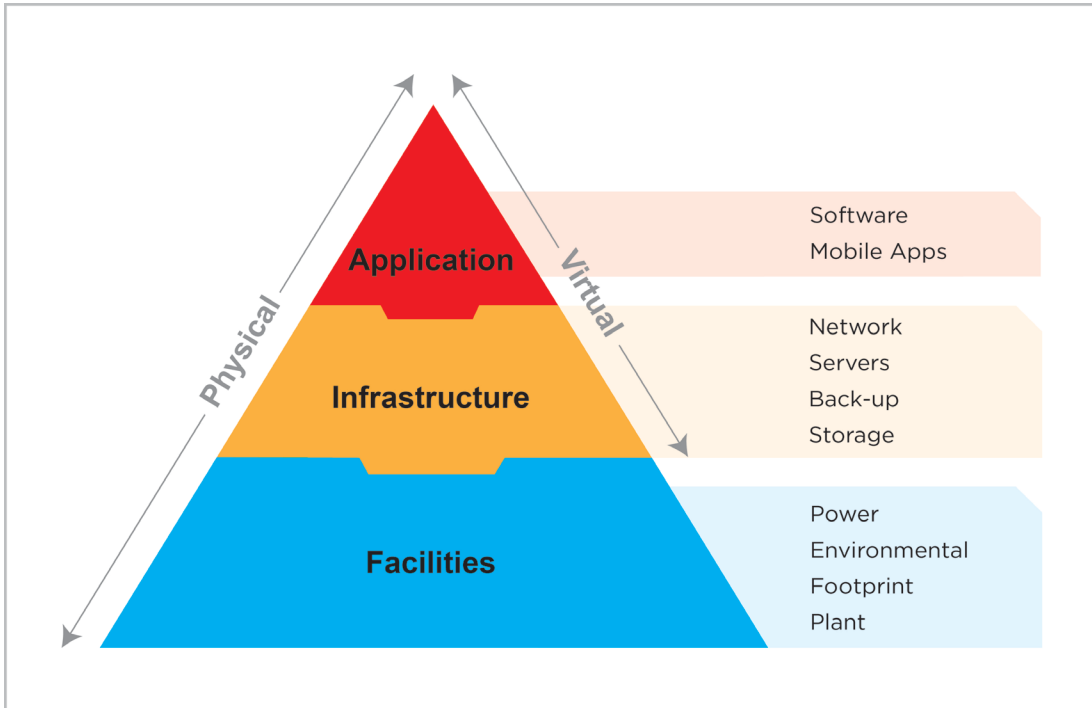 Physical
Virtual
Application
Software
Mobile Apps
Infrastructure
Network
Servers
Back-up
Storage
Facilities
Power
Environmental
Footprint
Plant